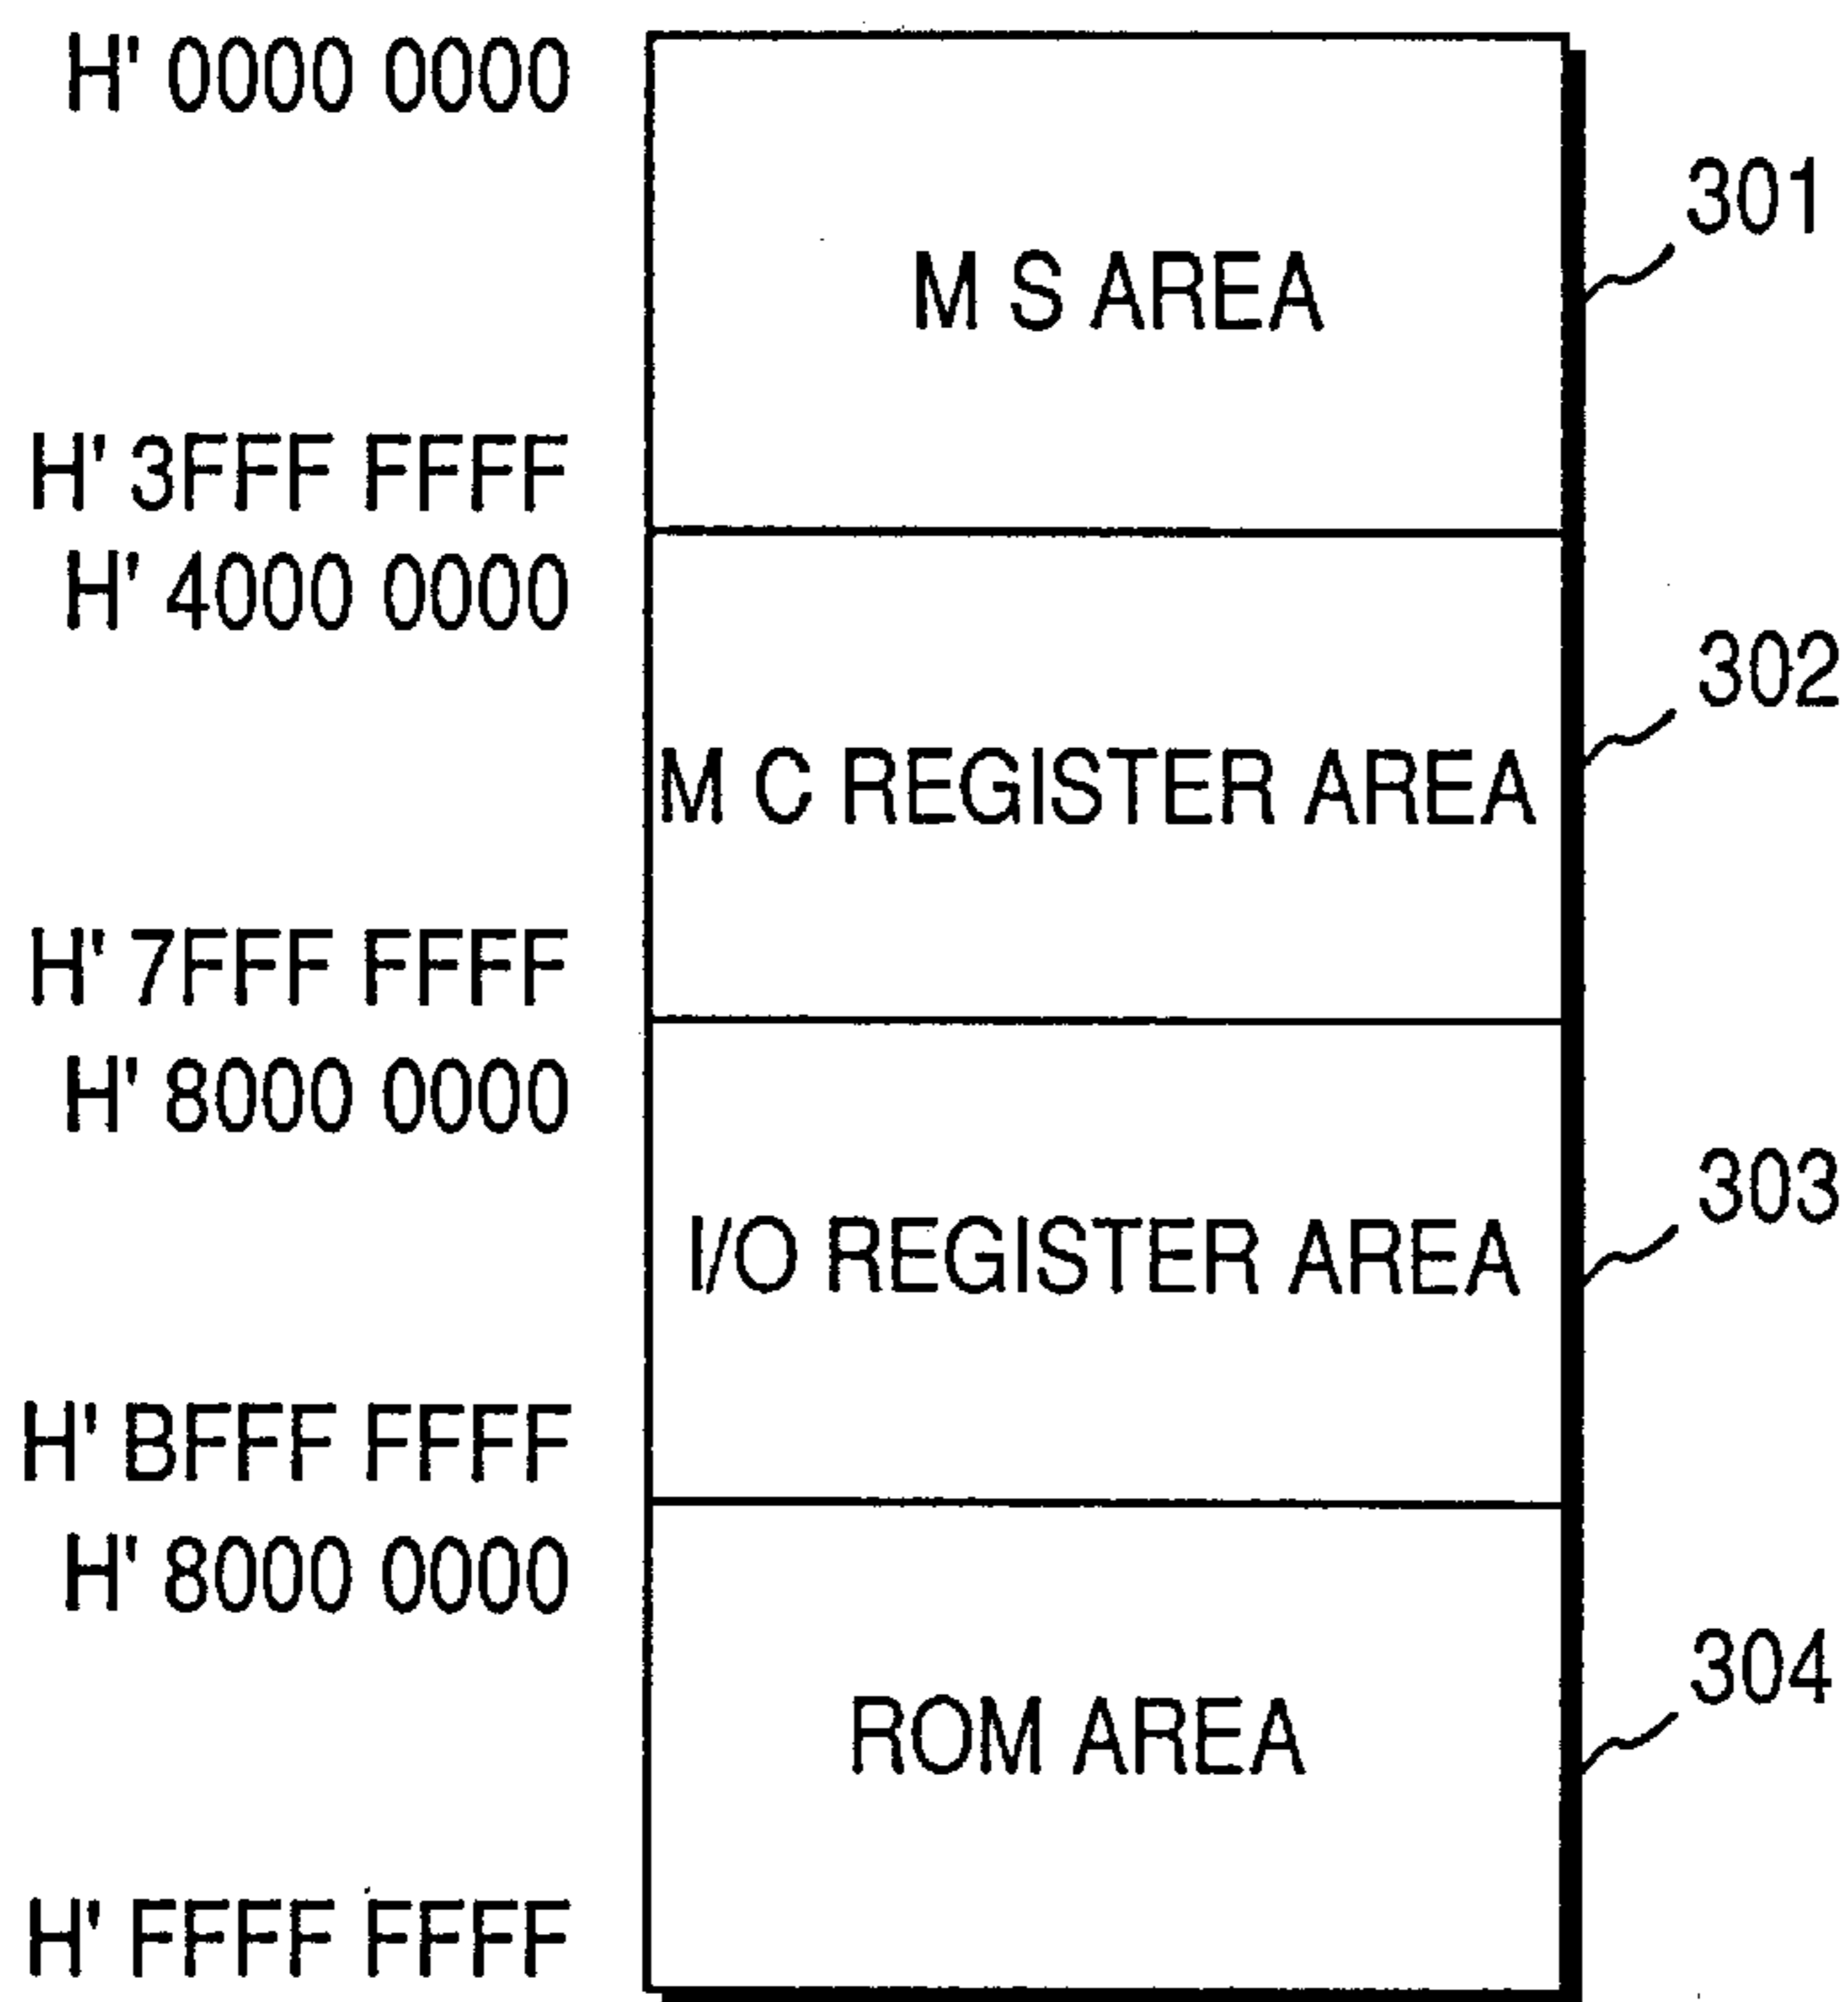 H' 0000 0000
301
M S AREA
H' 3FFF FFFF
H' 4000 0000
302
M C REGISTER AREA
H' 7FFF FFFF
H' 8000 0000
303
I/O REGISTER AREA
H' BFFF FFFF
H' 8000 0000
304
ROM AREA
H' FFFF FFFF